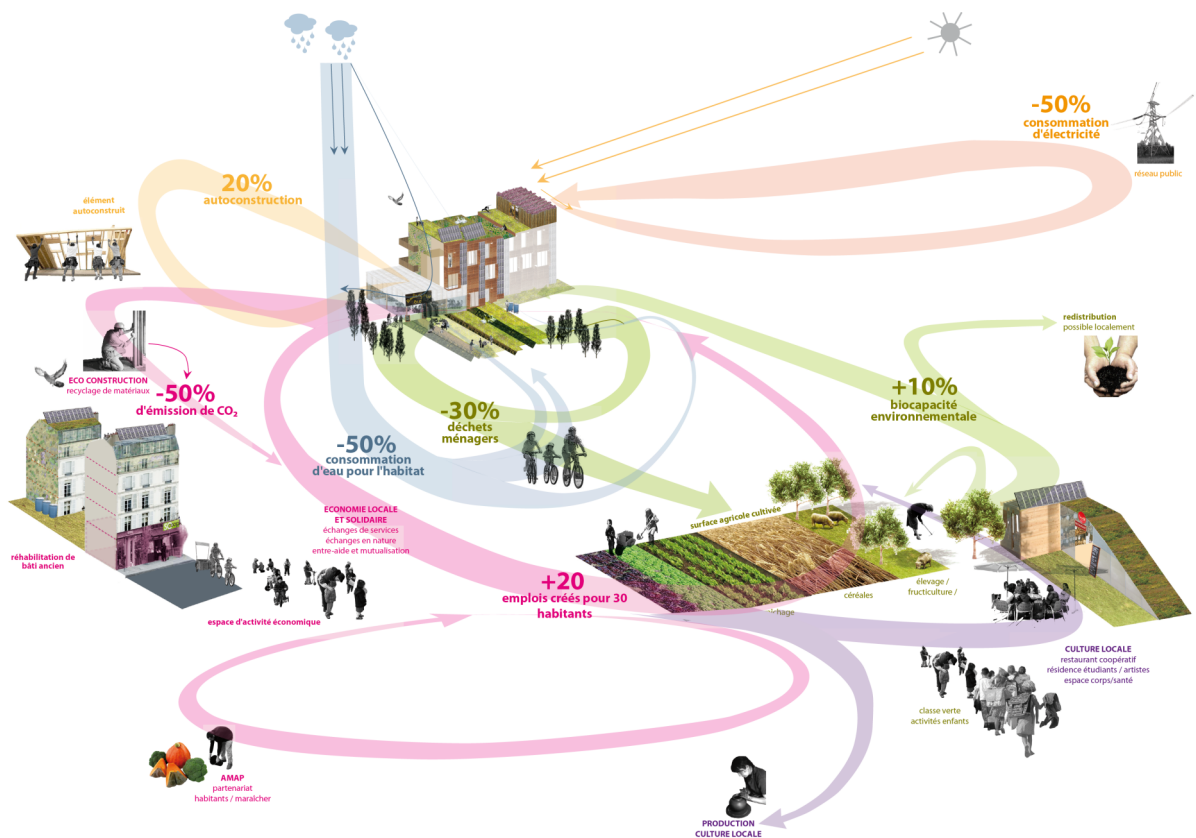 -50%
consommation
d'électricité
réseau public
20%
autoconstruction
élément
autoconstruit
redistribution
possible localement
ECO CONSTRUCTION
recyclage de matériaux
-50%
d'émission de CO₂
+10%
biocapacité
environnementale
-30%
déchets
ménagers
-50%
consommation
d'eau pour l'habitat
ECONOMIE LOCALE
ET SOLIDAIRE
échanges de services
échanges en nature
entre-aide et mutualisation
surface agricole cultivée
réhabilitation de
bâti ancien
espace d'activité économique
+20
emplois créés pour 30
habitants
céréales
élevage /
fructiculture /
CULTURE LOCALE
restaurant coopératif
résidence étudiants / artistes
espace corps/santé
classe verte
activités enfants
AMAP
partenariat
habitants / maraîcher
PRODUCTION
CULTURE LOCALE